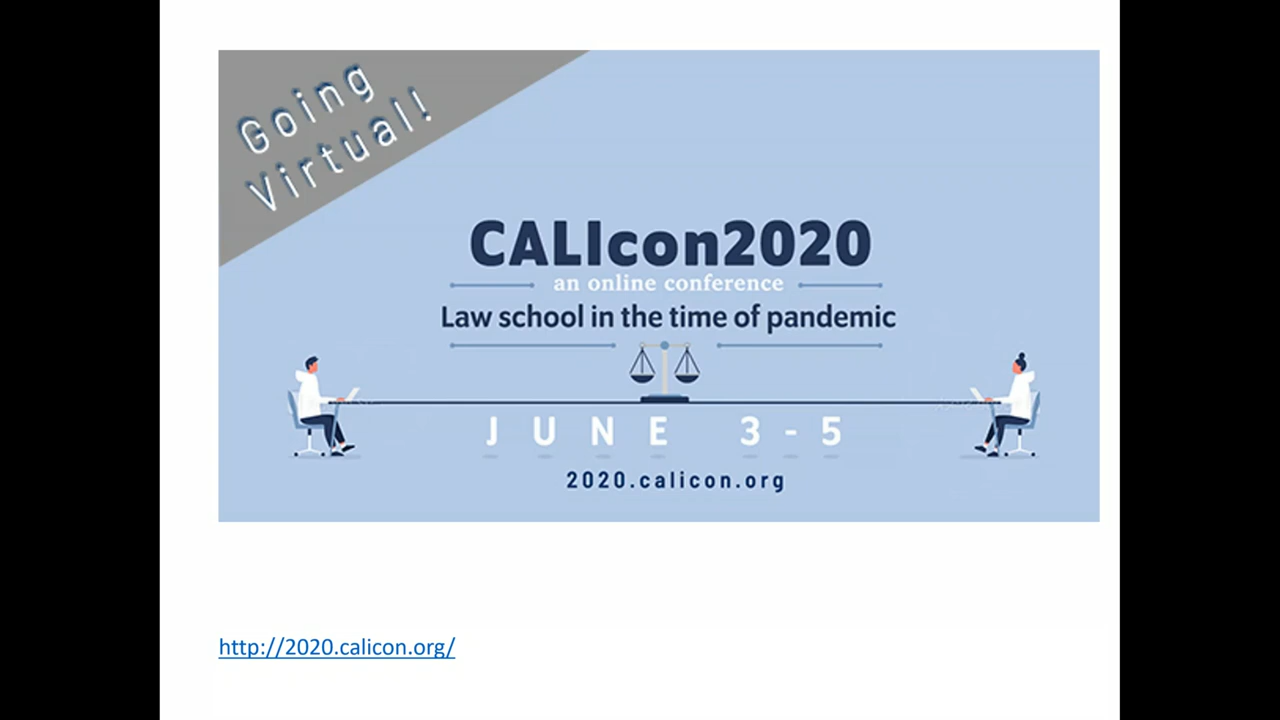 Going
Virtual!
CALIcon2020
an online conference
Law school in the time of pandemic
JUNE 3-5
2020.calicon.org
http://2020.calicon.org/